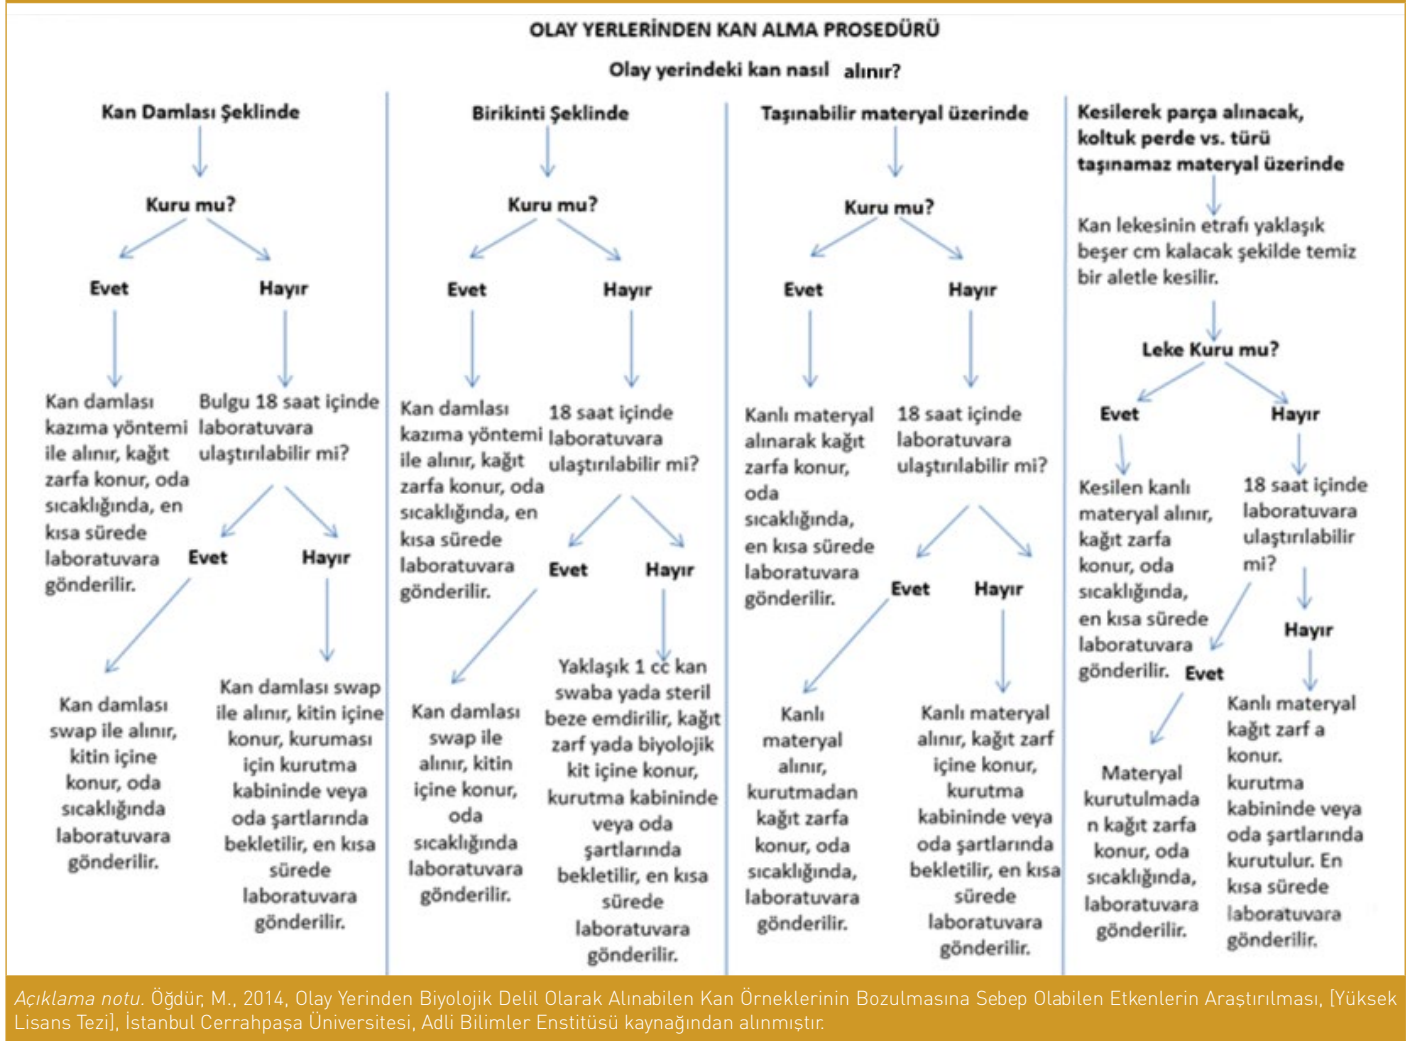 OLAY YERLERİNDEN KAN ALMA PROSEDÜRÜ
Olay yerindeki kan nasıl alınır?
Kan Damlası Şeklinde
Kuru mu?
Evet
Hayır
Kan damlası
kazıma yöntemi
ile alınır, kağıt
zarfa konur, oda
sıcaklığında, en
kısa sürede
laboratuvara
gönderilir.
Bulgu 18 saat içinde
laboratuvara
ulaştırılabilir mi?
Evet
Hayır
Kan damlası
swap ile alınır,
kitin içine
konur, oda
sıcaklığında
laboratuvara
gönderilir.
Kan damlası swap
ile alınır, kitin içine
konur, kuruması
için kurutma
kabininde veya
oda şartlarında
bekletilir, en kısa
sürede
laboratuvara
gönderilir.
Birikinti Şeklinde
Kuru mu?
Evet
Hayır
Kan damlası
kazıma yöntemi
ile alınır, kağıt
zarfa konur, oda
sıcaklığında, en
kısa sürede
laboratuvara
gönderilir.
18 saat içinde
laboratuvara
ulaştırılabilir mi?
Evet
Hayır
Kan damlası
swap ile
alınır, kitin
içine konur,
oda
sıcaklığında
laboratuvara
gönderilir.
Yaklaşık 1 cc kan
swaba yada steril
beze emdirilir, kağıt
zarf yada biyolojik
kit içine konur,
kurutma kabininde
veya oda
şartlarında
bekletilir, en kısa
sürede
laboratuvara
gönderilir.
Taşınabilir materyal üzerinde
Kuru mu?
Evet
Hayır
Kanlı materyal
alınarak kağıt
zarfa konur,
oda
sıcaklığında,
en kısa sürede
laboratuvara
gönderilir.
18 saat içinde
laboratuvara
ulaştırılabilir mi?
Evet
Hayır
Kanlı
materyal
alınır,
kurutmadan
kağıt zarfa
konur, oda
sıcaklığında,
laboratuvara
gönderilir.
Kanlı materyal
alınır, kağıt zarf
içine konur,
kurutma
kabininde veya
oda şartlarında
bekletilir, en kısa
sürede
laboratuvara
gönderilir.
Kesilerek parça alınacak,
koltuk perde vs. türü
taşınamaz materyal üzerinde
Kan lekesinin etrafı yaklaşık
beşer cm kalacak şekilde temiz
bir aletle kesilir.
Leke Kuru mu?
Evet
Hayır
Kesilen kanlı
materyal alınır,
kağıt zarfa
konur, oda
sıcaklığında,
en kısa sürede
laboratuvara
gönderilir.
18 saat içinde
laboratuvara
ulaştırılabilir
mi?
Evet
Hayır
Materyal
kurutulmada
n kağıt zarfa
konur, oda
sıcaklığında,
laboratuvara
gönderilir.
Kanlı materyal
kağıt zarf a
konur.
kurutma
kabininde veya
oda şartlarında
kurutulur. En
kısa sürede
laboratuvara
gönderilir.
Açıklama notu. Öğdür, M., 2014, Olay Yerinden Biyolojik Delil Olarak Alınabilen Kan Örneklerinin Bozulmasına Sebep Olabilen Etkenlerin Araştırılması, [Yüksek
Lisans Tezi], İstanbul Cerrahpaşa Üniversitesi, Adli Bilimler Enstitüsü kaynağından alınmıştır.